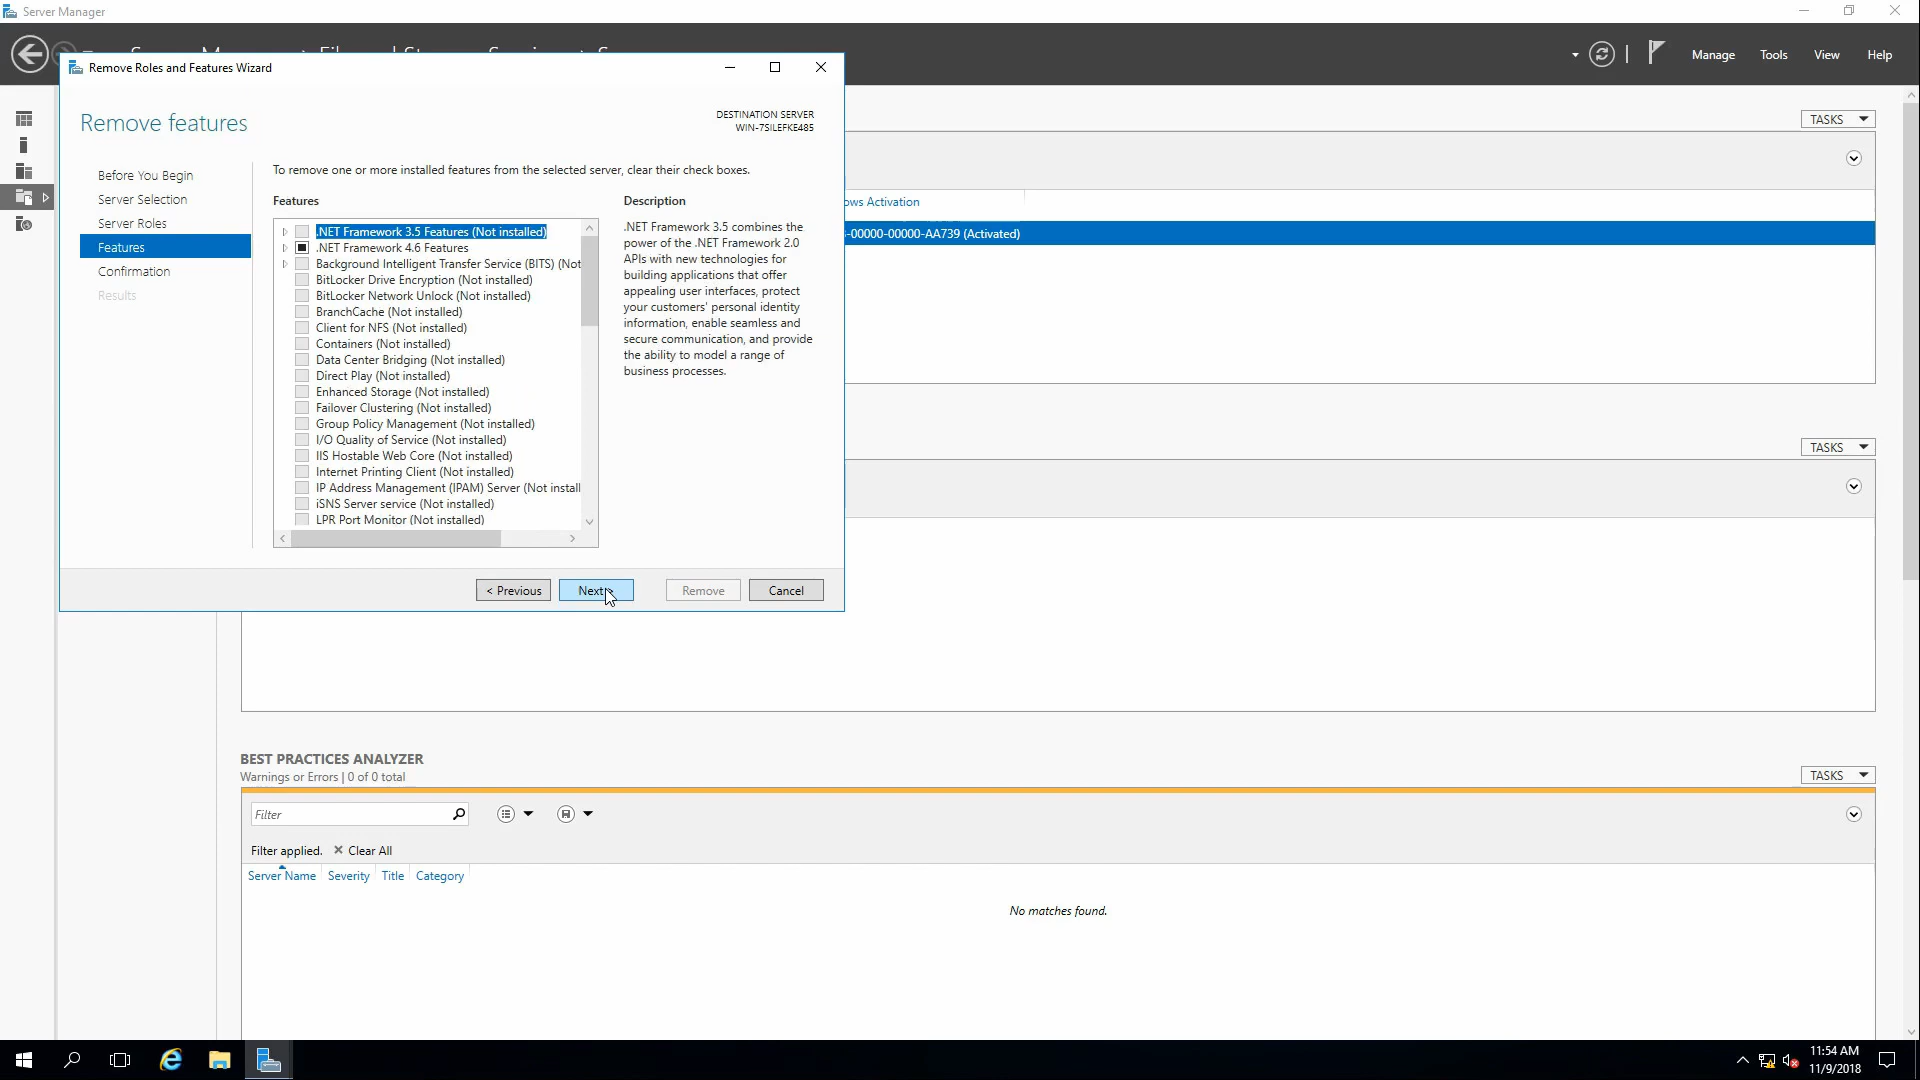 Server Manager
Manage
Tools
View
Help
Remove Roles and Features Wizard
Remove features
DESTINATION SERVER
WIN-7SILEFKE485
Before You Begin
Server Selection
Server Roles
Features
Confirmation
Results
To remove one or more installed features from the selected server, clear their check boxes.
Features
.NET Framework 3.5 Features (Not installed)
.NET Framework 4.6 Features
Background Intelligent Transfer Service (BITS) (Not
BitLocker Drive Encryption (Not installed)
BitLocker Network Unlock (Not installed)
BranchCache (Not installed)
Client for NFS (Not installed)
Containers (Not installed)
Data Center Bridging (Not installed)
Direct Play (Not installed)
Enhanced Storage (Not installed)
Failover Clustering (Not installed)
Group Policy Management (Not installed)
I/O Quality of Service (Not installed)
IIS Hostable Web Core (Not installed)
Internet Printing Client (Not installed)
IP Address Management (IPAM) Server (Not install
iSNS Server service (Not installed)
LPR Port Monitor (Not installed)
Description
.NET Framework 3.5 combines the
power of the .NET Framework 2.0
APIs with new technologies for
building applications that offer
appealing user interfaces, protect
your customers' personal identity
information, enable seamless and
secure communication, and provide
the ability to model a range of
business processes.
< Previous
Next >
Remove
Cancel
TASKS
ows Activation
-00000-00000-AA739 (Activated)
TASKS
BEST PRACTICES ANALYZER
Warnings or Errors | 0 of 0 total
TASKS
Filter
Filter applied.
Clear All
Server Name
Severity
Title
Category
No matches found.
11:54 AM
11/9/2018